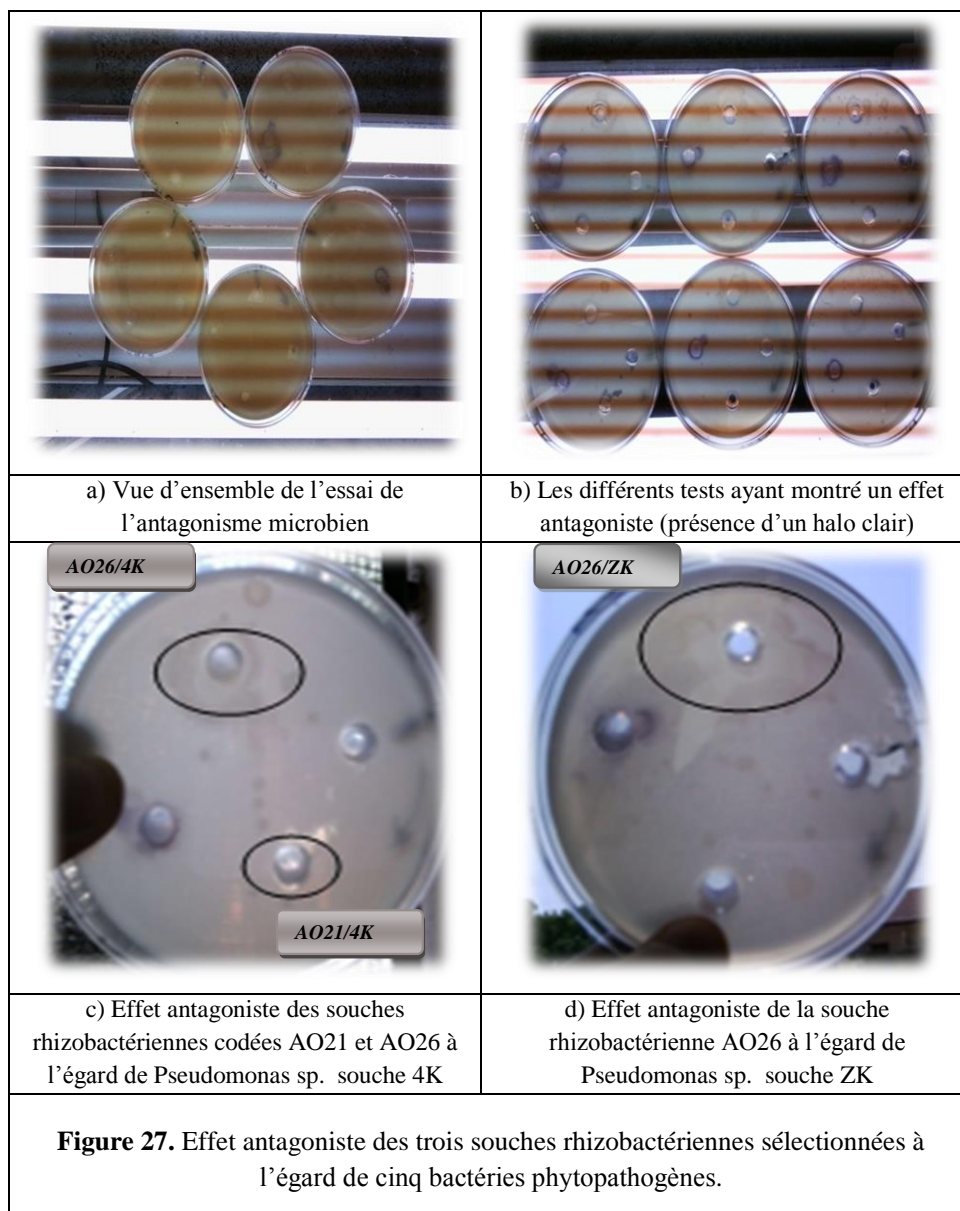 a) Vue d’ensemble de l’essai de
l’antagonisme microbien
b) Les différents tests ayant montré un effet
antagoniste (présence d’un halo clair)
AO26/4K
AO21/4K
AO26/ZK
c) Effet antagoniste des souches
rhizobactériennes codées AO21 et AO26 à
l’égard de Pseudomonas sp. souche 4K
d) Effet antagoniste de la souche
rhizobactérienne AO26 à l’égard de
Pseudomonas sp. souche ZK
Figure 27. Effet antagoniste des trois souches rhizobactériennes sélectionnées à
l’égard de cinq bactéries phytopathogènes.